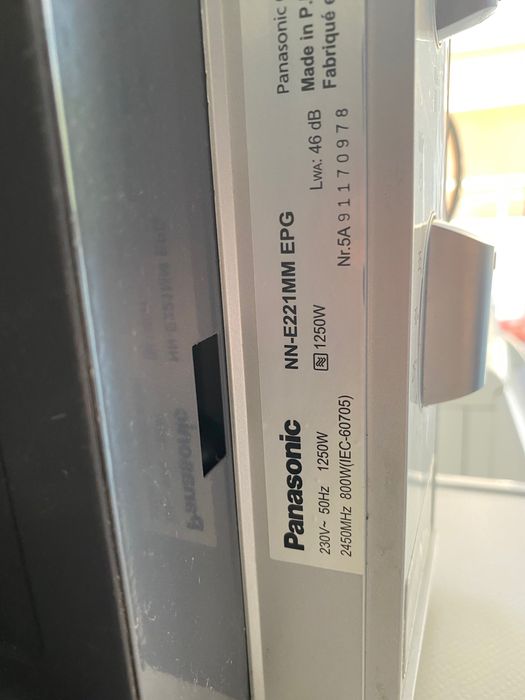 Panasonic NN-E221MM EPG
230V~ 50Hz 1250W 1250W LWA: 46 dB
2450MHz 800W(IEC-60705) Nr.5A 91170978
Panasonic
Made in P.
Fabriqué